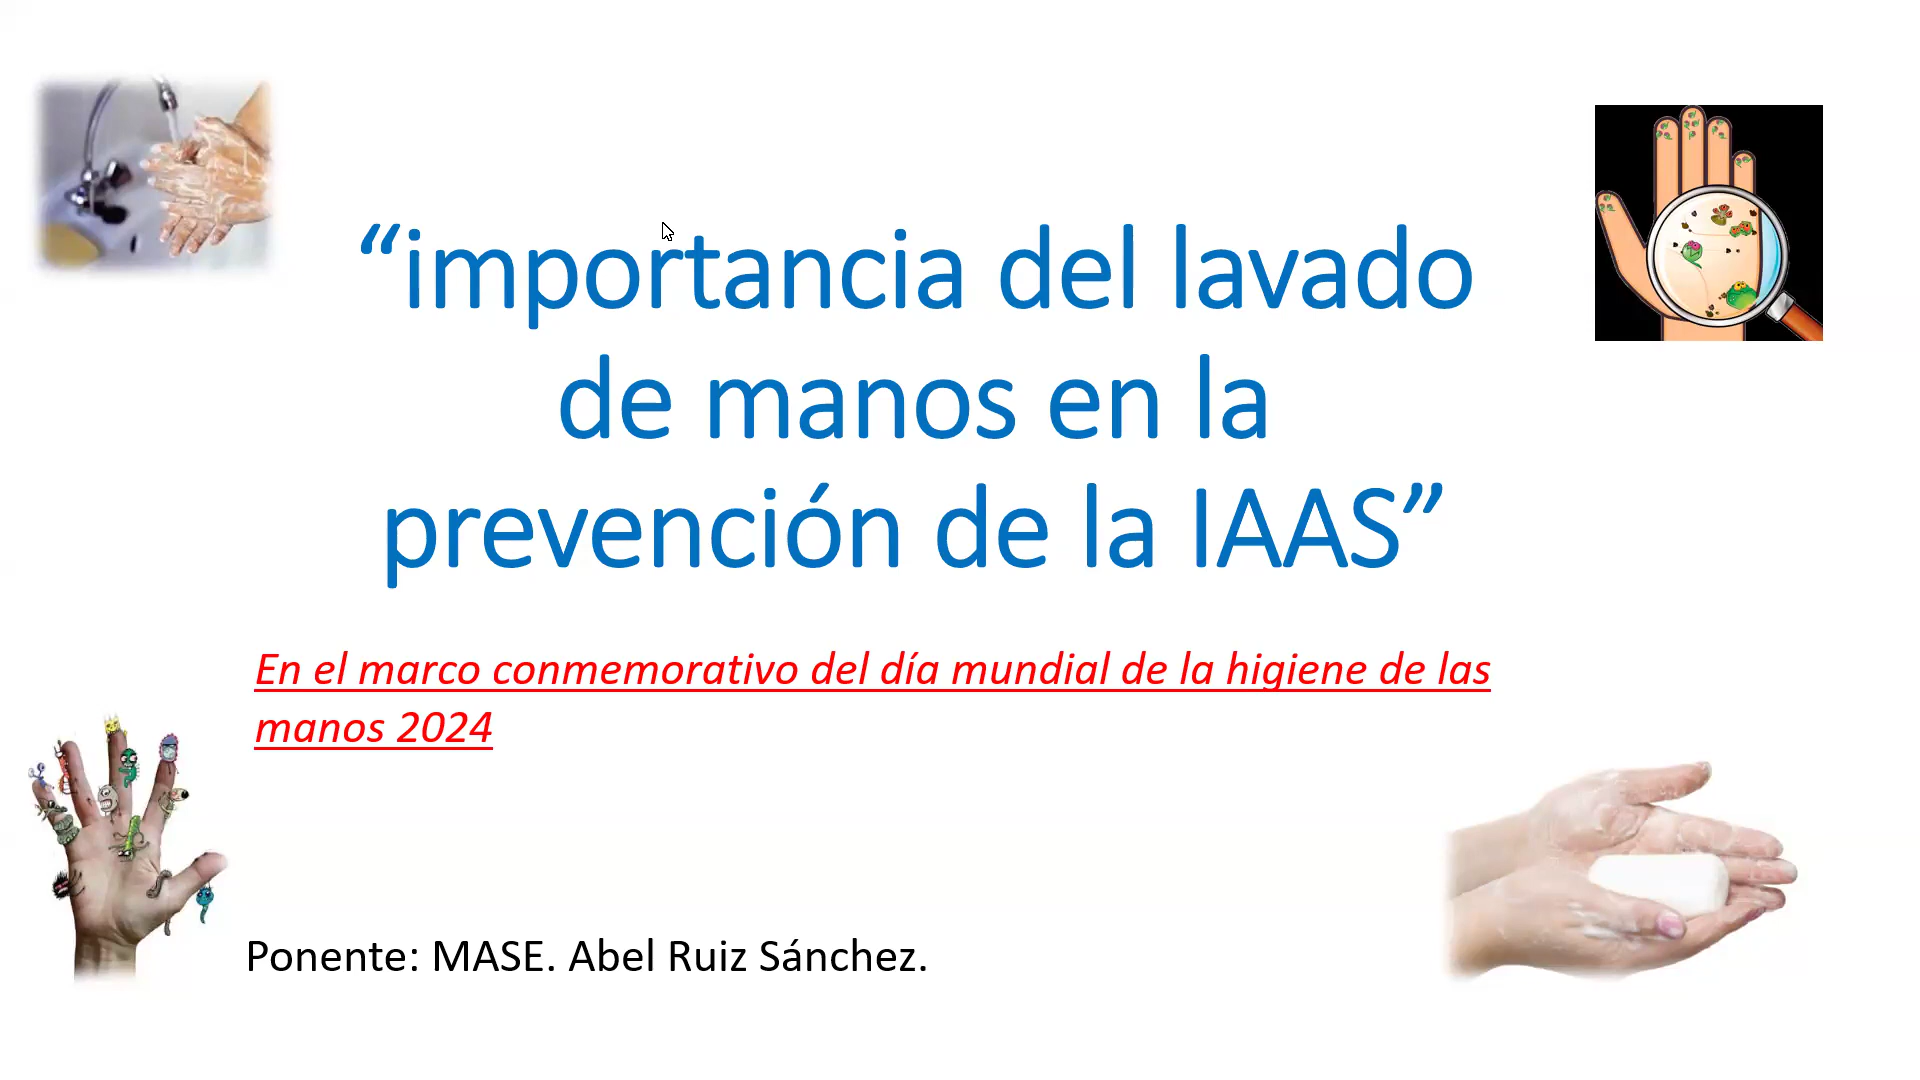 “importancia del lavado
de manos en la
prevención de la IAAS”
En el marco conmemorativo del día mundial de la higiene de las
manos 2024
Ponente: MASE. Abel Ruiz Sánchez.